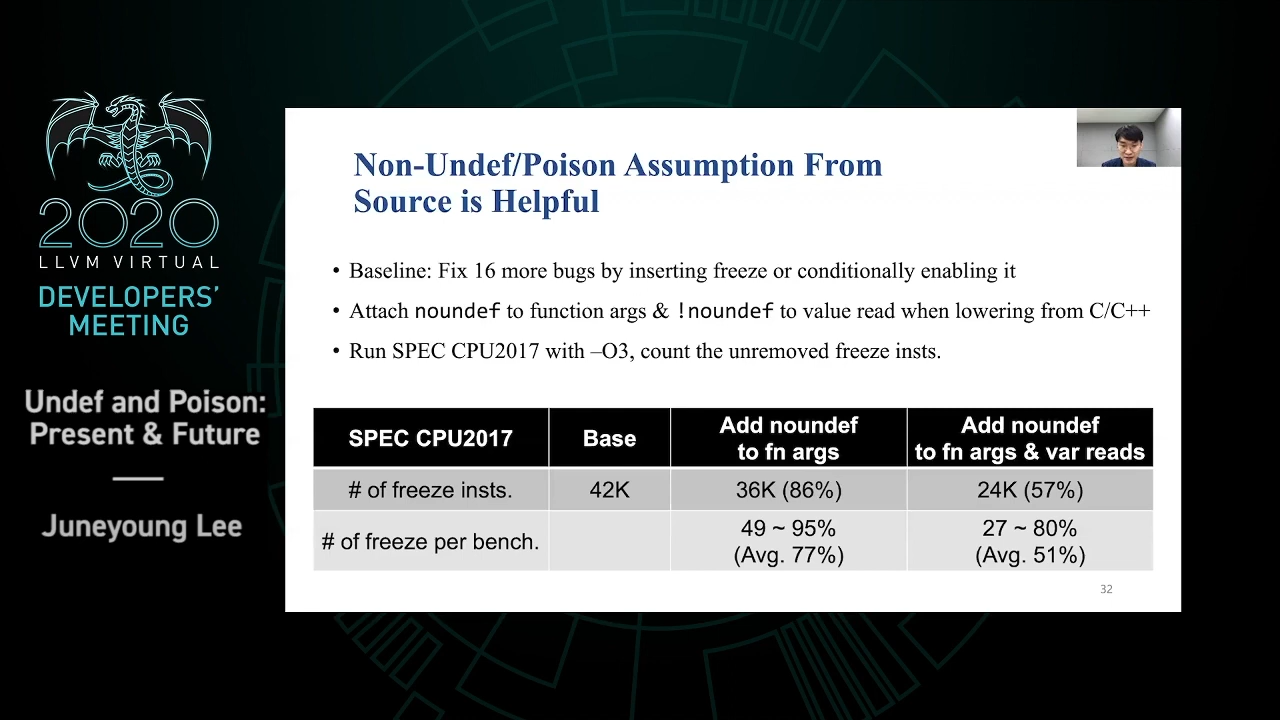 2020
LLVM VIRTUAL
DEVELOPERS'
MEETING
Undef and Poison:
Present & Future
Juneyoung Lee
Non-Undef/Poison Assumption From
Source is Helpful
• Baseline: Fix 16 more bugs by inserting freeze or conditionally enabling it
• Attach noundef to function args & !noundef to value read when lowering from C/C++
• Run SPEC CPU2017 with –O3, count the unremoved freeze insts.
SPEC CPU2017 Base Add noundef to fn args Add noundef to fn args & var reads
# of freeze insts. 42K 36K (86%) 24K (57%)
# of freeze per bench. 49 ~ 95% (Avg. 77%) 27 ~ 80% (Avg. 51%)
32